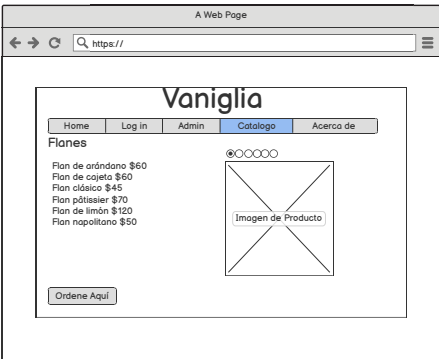 A Web Page
https://
Vaniglia
Home Log in Admin Catalogo Acerca de
Flanes
Flan de arándano $60
Flan de cajeta $60
Flan clásico $45
Flan pâtissier $70
Flan de limón $120
Flan napolitano $50
Imagen de Producto
Ordene Aquí